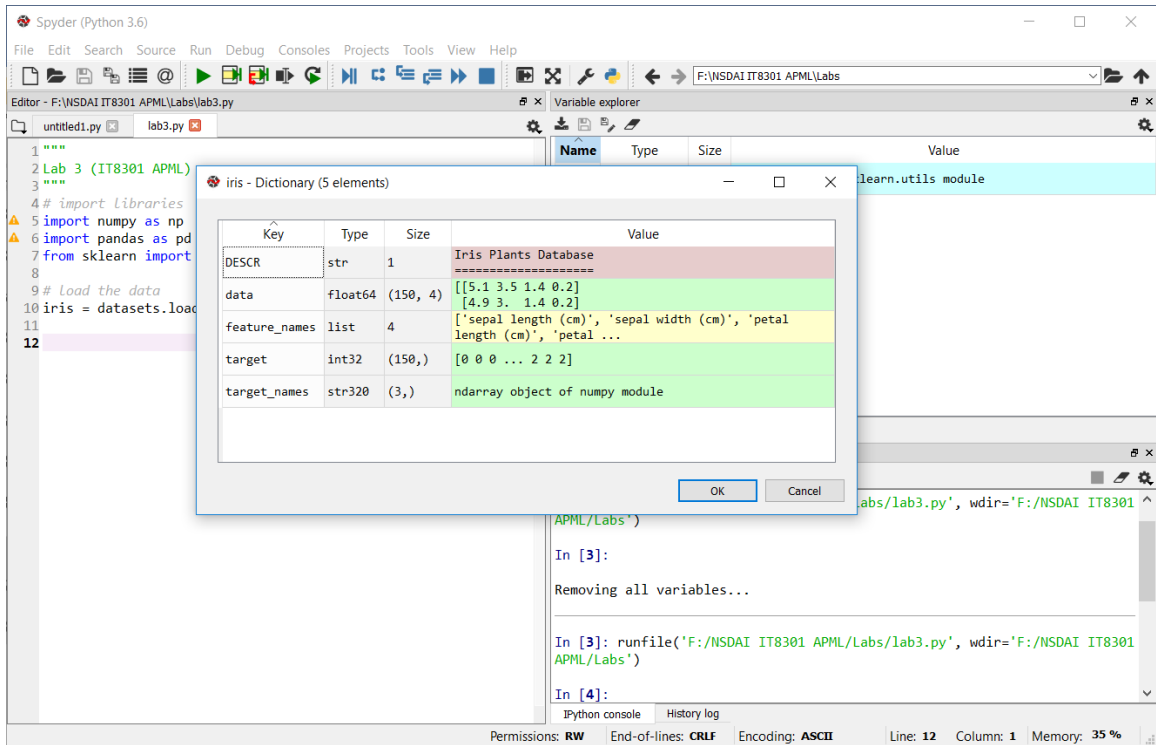 Spyder (Python 3.6)
File Edit Search Source Run Debug Consoles Projects Tools View Help
F:\NSDAI IT8301 APML\Labs
Editor - F:\NSDAI IT8301 APML\Labs\lab3.py
untitled1.py
lab3.py
1 """
2 Lab 3 (IT8301 APML)
3 """
4 # import libraries
5 import numpy as np
6 import pandas as pd
7 from sklearn import
8
9 # load the data
10 iris = datasets.load
11
12
Variable explorer
Name Type Size Value
klearn.utils module
iris - Dictionary (5 elements)
Key Type Size Value
DESCR str 1 Iris Plants Database
====================
data float64 (150, 4) [[5.1 3.5 1.4 0.2]
[4.9 3. 1.4 0.2]
feature_names list 4 ['sepal length (cm)', 'sepal width (cm)', 'petal
length (cm)', 'petal ...
target int32 (150,) [0 0 0 ... 2 2 2]
target_names str320 (3,) ndarray object of numpy module
OK Cancel
abs/lab3.py', wdir='F:/NSDAI IT8301
APML/Labs')
In [3]:
Removing all variables...
In [3]: runfile('F:/NSDAI IT8301 APML/Labs/lab3.py', wdir='F:/NSDAI IT8301
APML/Labs')
In [4]:
IPython console History log
Permissions: RW End-of-lines: CRLF Encoding: ASCII Line: 12 Column: 1 Memory: 35 %